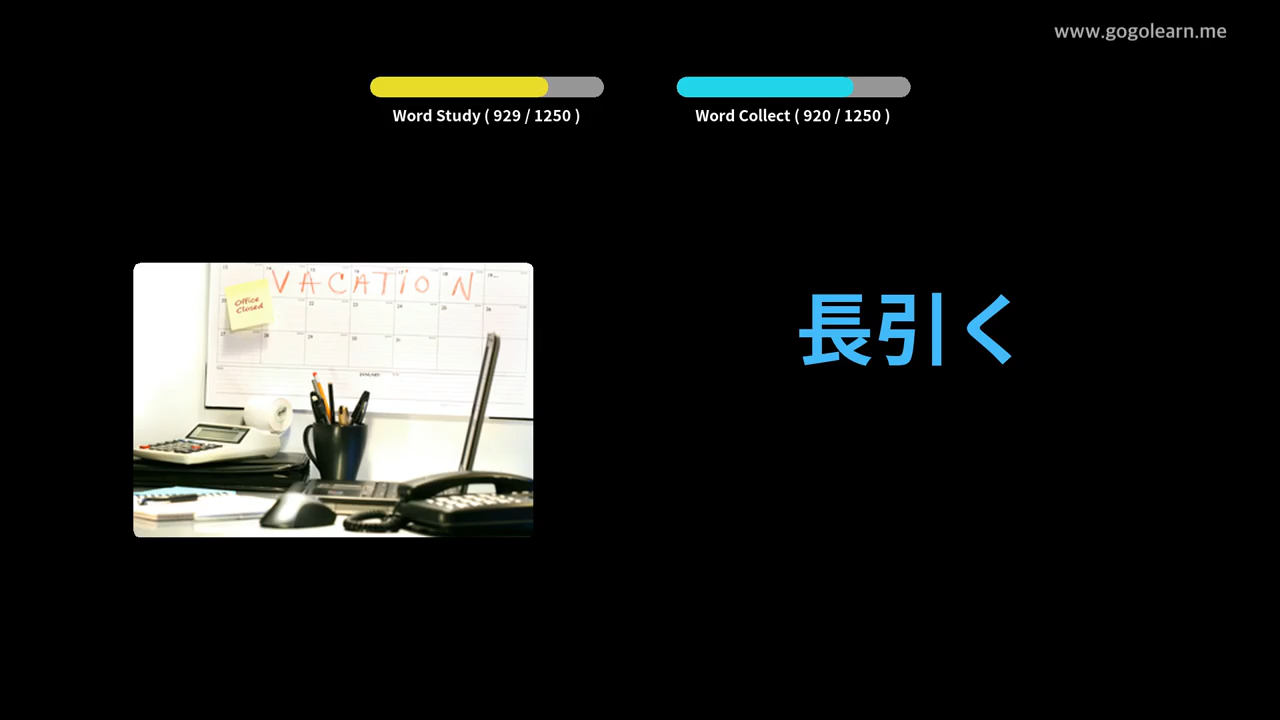 www.gogolearn.me
Word Study ( 929 / 1250 )
Word Collect ( 920 / 1250 )
VACATION
Office
Closed
長引く